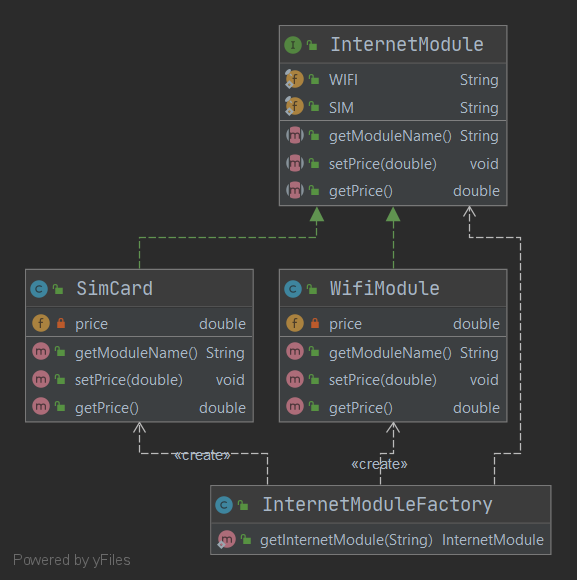 InternetModule
WIFI String
SIM String
getModuleName() String
setPrice(double) void
getPrice() double
SimCard
price double
getModuleName() String
setPrice(double) void
getPrice() double
WifiModule
price double
getModuleName() String
setPrice(double) void
getPrice() double
«create»
«create»
InternetModuleFactory
getInternetModule(String) InternetModule
Powered by yFiles